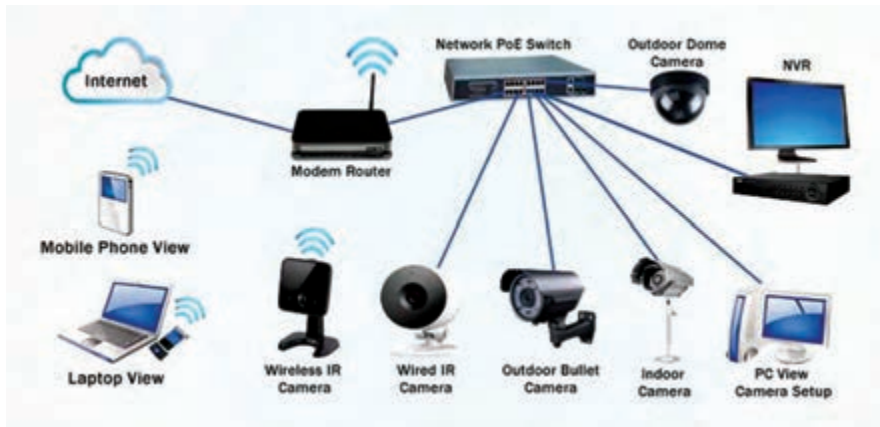 Network PoE Switch
Outdoor Dome
Camera
NVR
Internet
Modem Router
Mobile Phone View
Laptop View
Wireless IR
Camera
Wired IR
Camera
Outdoor Bullet
Camera
Indoor
Camera
PC View
Camera Setup